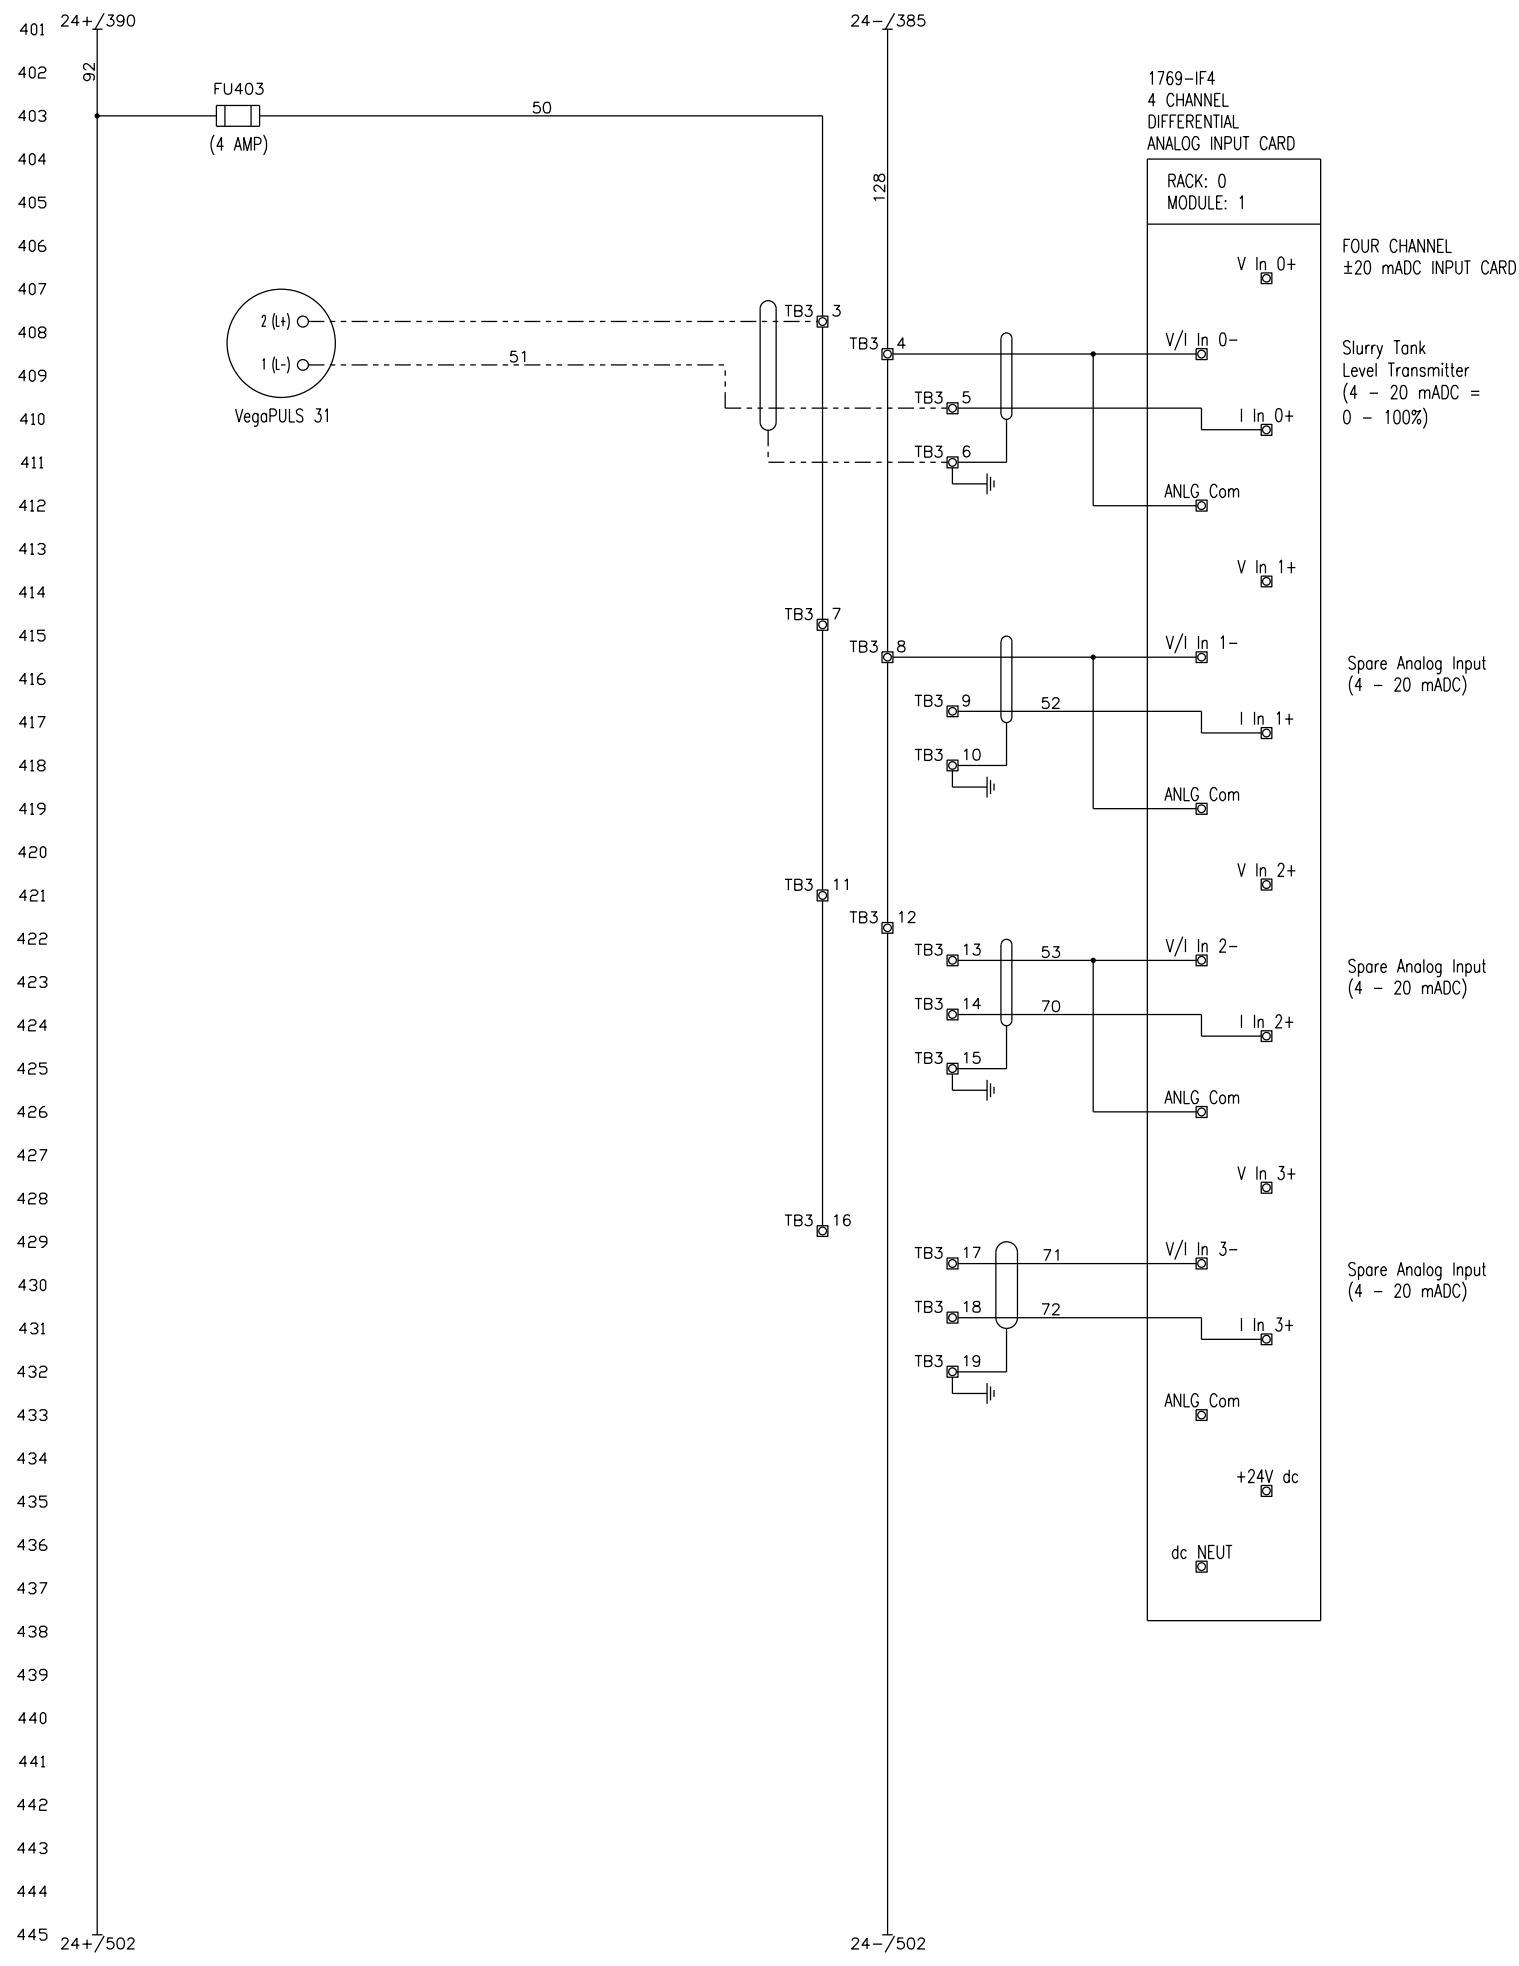 401
24+/390
24-/385
402
92
1769-IF4
4 CHANNEL
DIFFERENTIAL
ANALOG INPUT CARD
FU403
403
50
(4 AMP)
404
128
RACK: 0
MODULE: 1
405
406
FOUR CHANNEL
±20 mADC INPUT CARD
V In 0+
407
TB3 3
2 (L+)
408
TB3 4
V/I In 0-
1 (L-)
51
Slurry Tank
Level Transmitter
(4 - 20 mADC =
0 - 100%)
409
TB3 5
410
VegaPULS 31
I In 0+
TB3 6
411
ANLG Com
412
413
V In 1+
414
TB3 7
415
TB3 8
V/I In 1-
Spare Analog Input
(4 - 20 mADC)
416
TB3 9
52
417
I In 1+
TB3 10
418
ANLG Com
419
420
V In 2+
TB3 11
421
TB3 12
422
TB3 13
53
V/I In 2-
Spare Analog Input
(4 - 20 mADC)
423
TB3 14
70
424
I In 2+
TB3 15
425
ANLG Com
426
427
V In 3+
428
TB3 16
429
TB3 17
71
V/I In 3-
Spare Analog Input
(4 - 20 mADC)
430
TB3 18
72
431
I In 3+
TB3 19
432
ANLG Com
433
434
+24V dc
435
436
dc NEUT
437
438
439
440
441
442
443
444
445
24+/502
24-/502